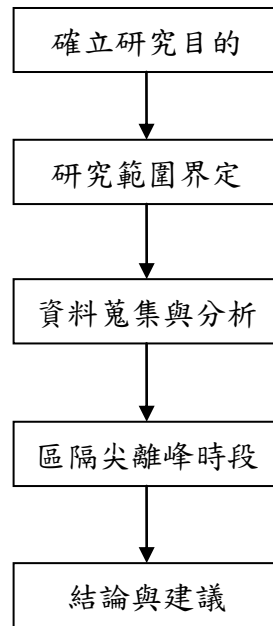 確立研究目的
研究範圍界定
資料蒐集與分析
區隔尖離峰時段
結論與建議